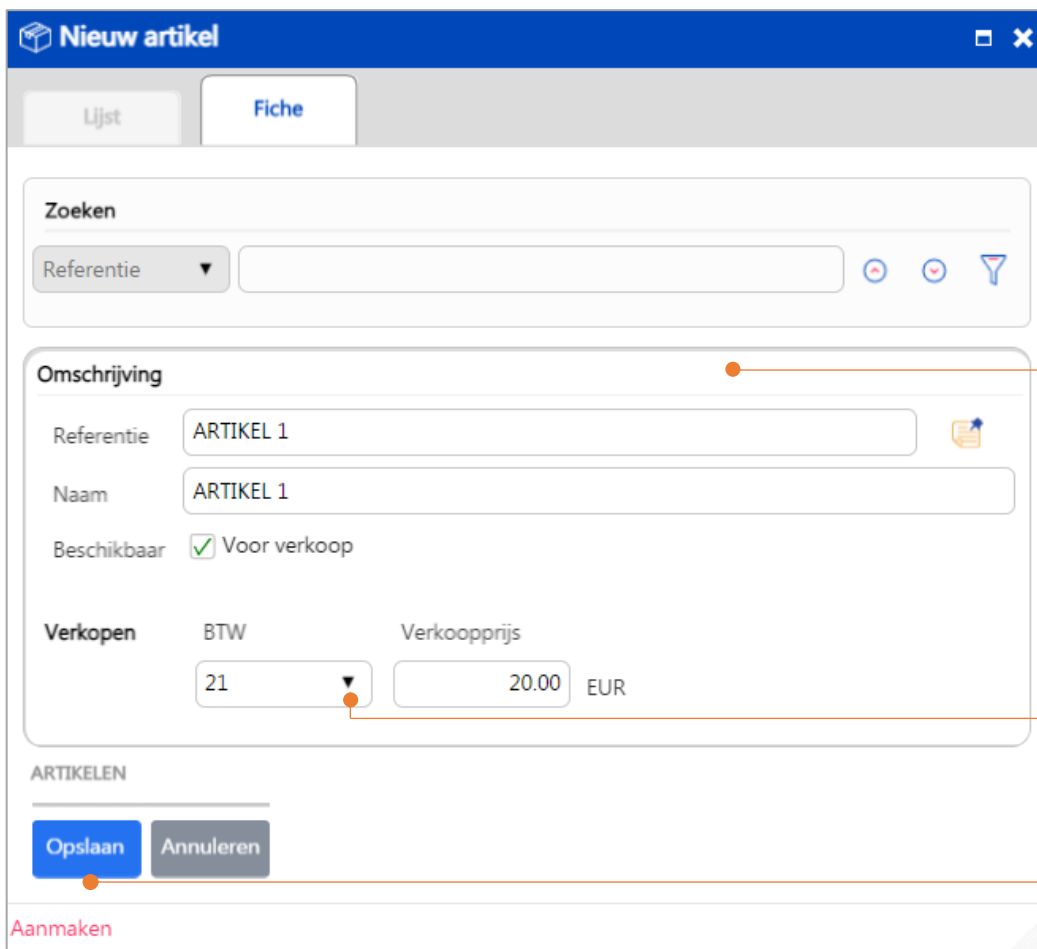 Nieuw artikel
Lijst
Fiche
Zoeken
Referentie
Omschrijving
Referentie ARTIKEL 1
Naam ARTIKEL 1
Beschikbaar Voor verkoop
Verkopen BTW Verkoopprijs
21 20.00 EUR
ARTIKELEN
Opslaan Annuleren
Aanmaken